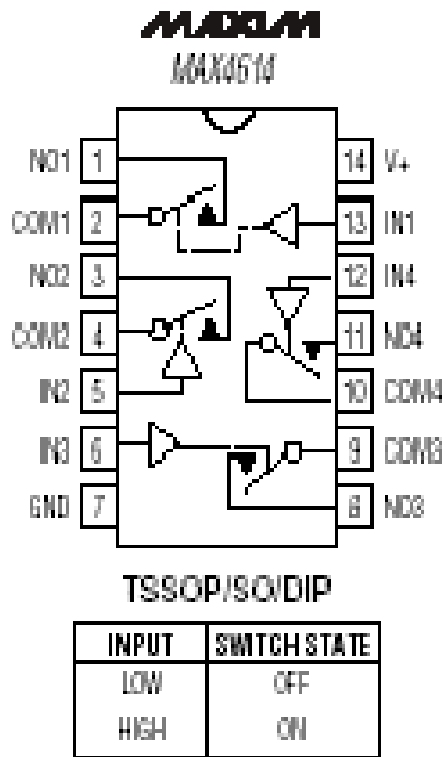 MAXIM
MAX4614
NO1 1 14 V+
COM1 2 13 IN1
NO2 3 12 IN4
COM2 4 11 NO4
IN2 5 10 COM4
IN3 6 9 COM3
GND 7 8 NO3
TSSOP/SO/DIP
INPUT SWITCH STATE
LOW OFF
HIGH ON